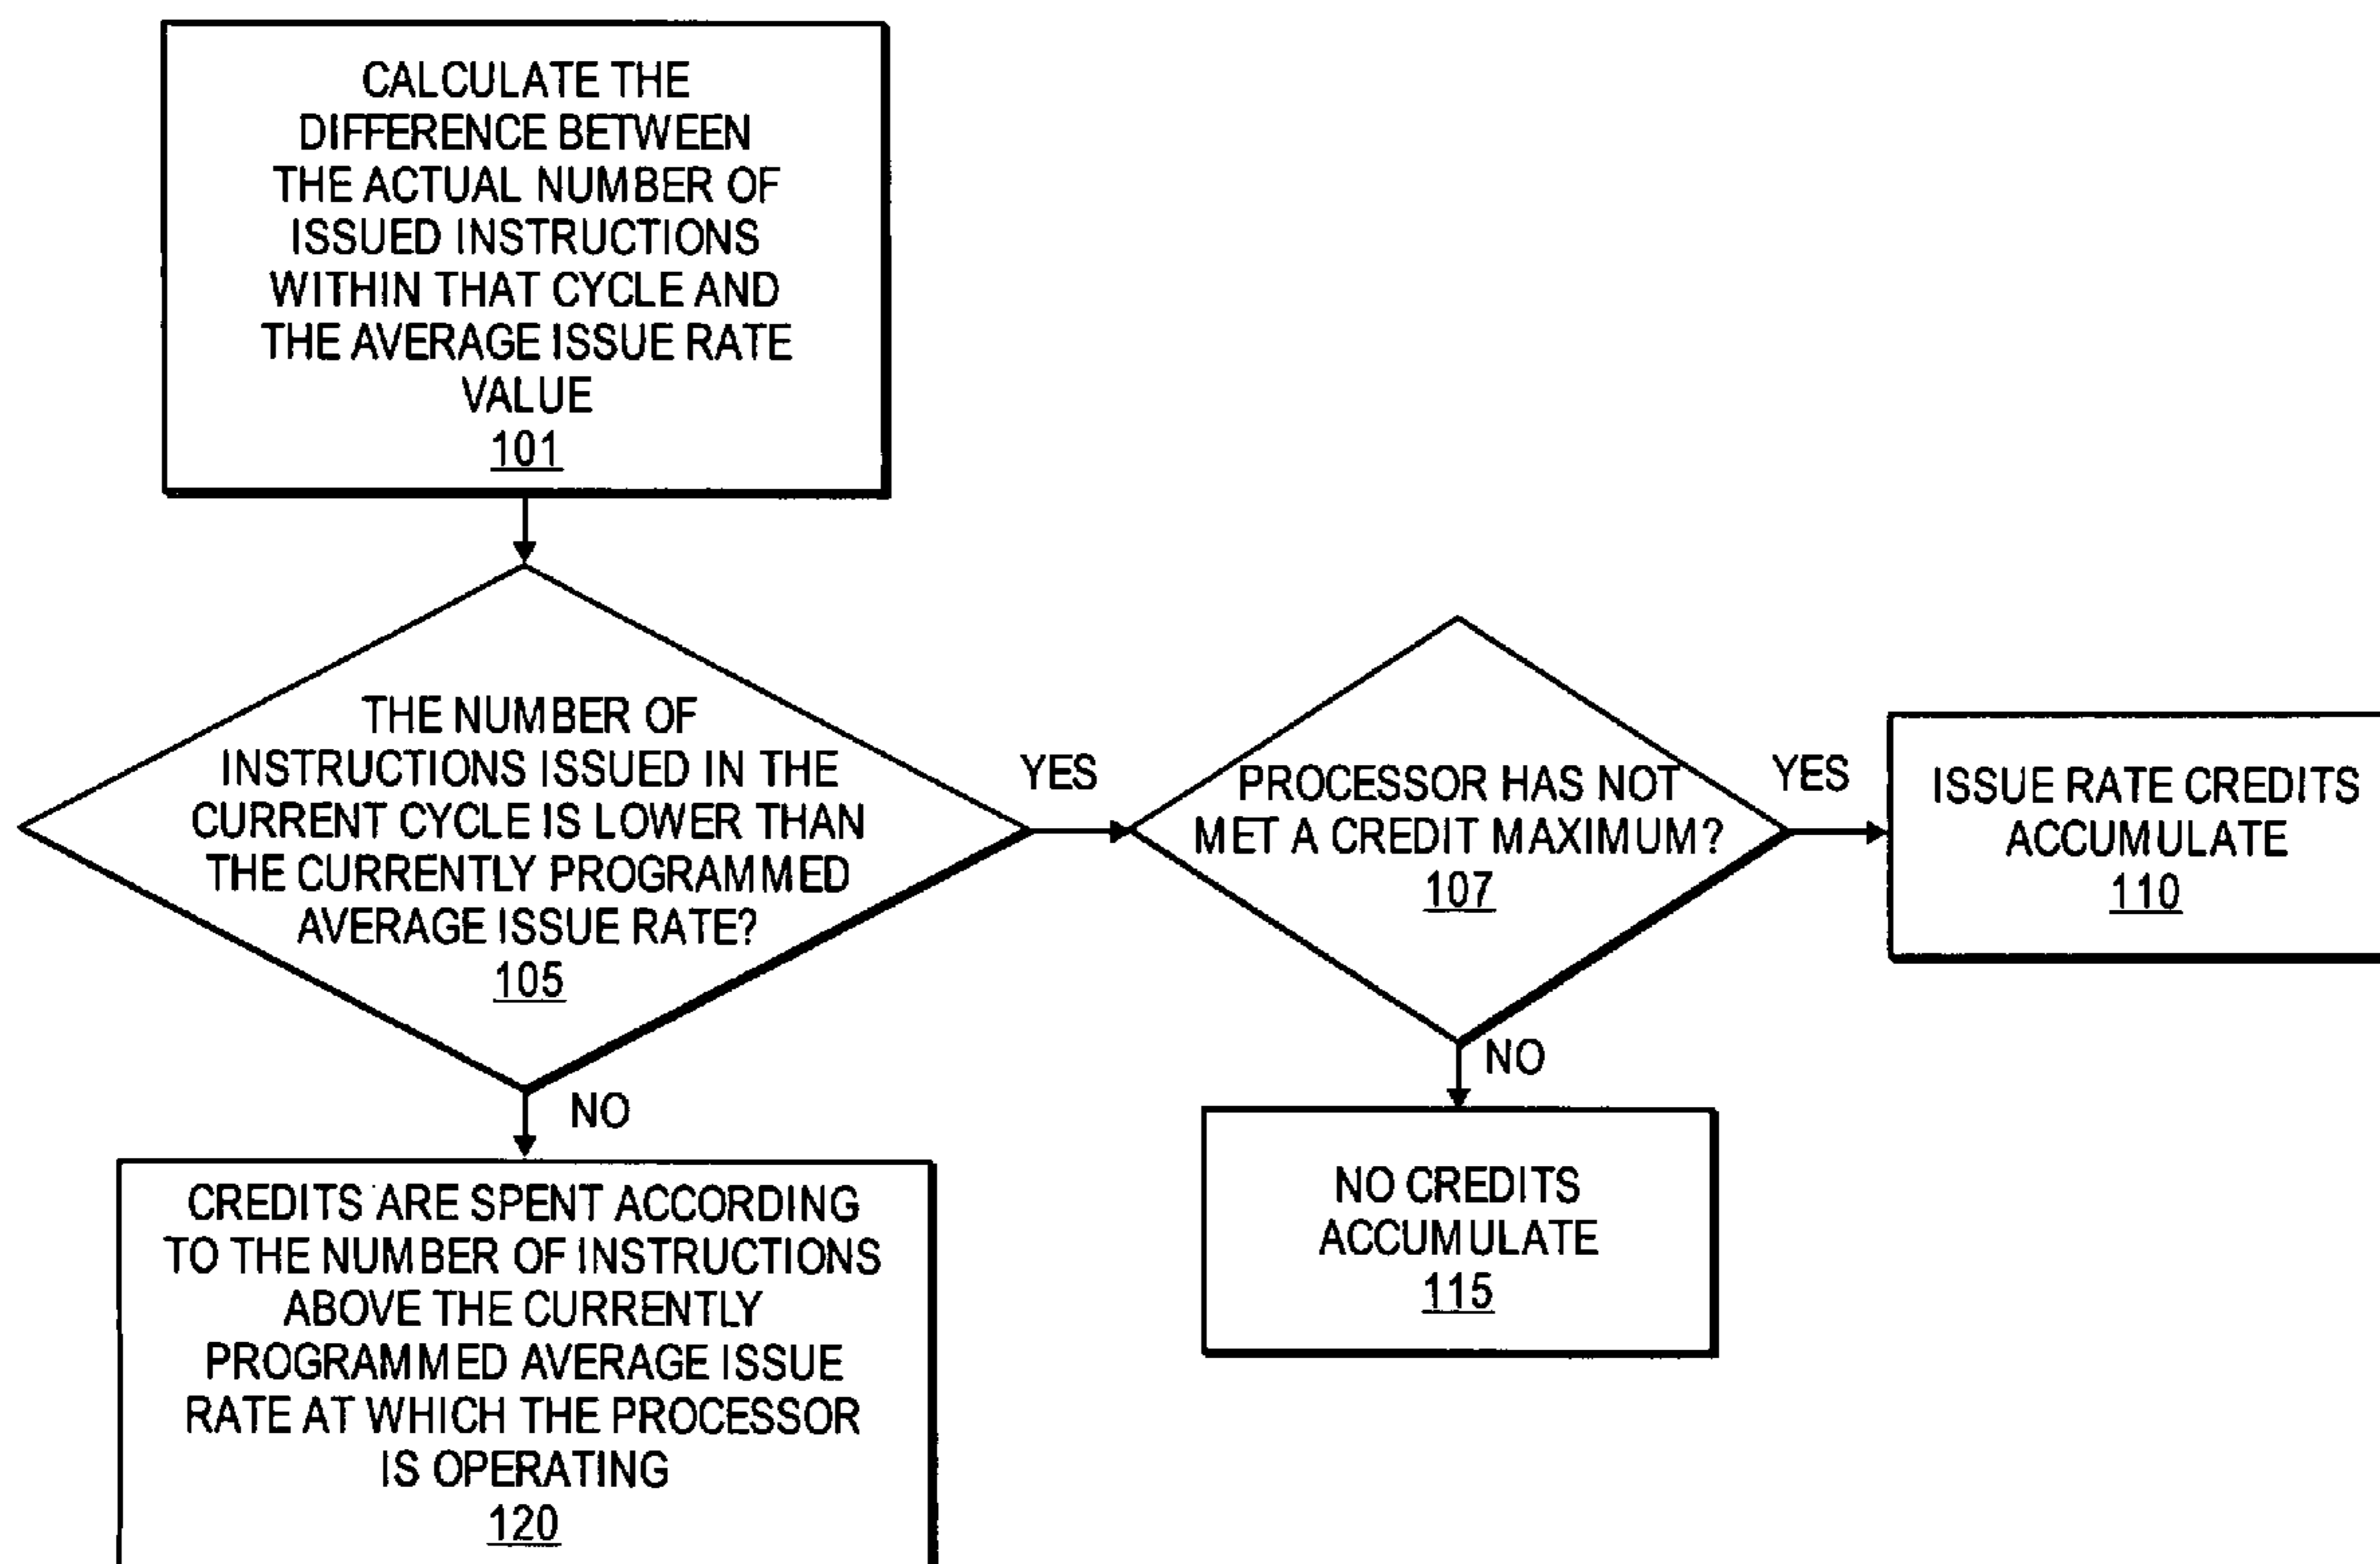 CALCULATE THE
DIFFERENCE BETWEEN
THE ACTUAL NUMBER OF
ISSUED INSTRUCTIONS
WITHIN THAT CYCLE AND
THE AVERAGE ISSUE RATE
VALUE
101
THE NUMBER OF
INSTRUCTIONS ISSUED IN THE
CURRENT CYCLE IS LOWER THAN
THE CURRENTLY PROGRAMMED
AVERAGE ISSUE RATE?
105
YES
PROCESSOR HAS NOT
MET A CREDIT MAXIMUM?
107
YES
ISSUE RATE CREDITS
ACCUMULATE
110
NO
NO CREDITS
ACCUMULATE
115
NO
CREDITS ARE SPENT ACCORDING
TO THE NUMBER OF INSTRUCTIONS
ABOVE THE CURRENTLY
PROGRAMMED AVERAGE ISSUE
RATE AT WHICH THE PROCESSOR
IS OPERATING
120